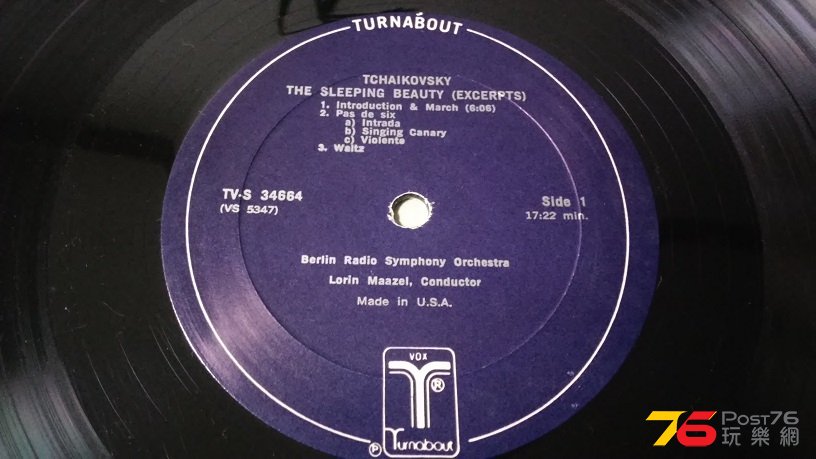 TURNABOUT
TCHAIKOVSKY
THE SLEEPING BEAUTY (EXCERPTS)
1. Introduction & March (6:06)
2. Pas de six
a) Intrada
b) Singing Canary
c) Violente
3. Waltz
TV-S 34664
(VS 5347)
Side 1
17:22 min.
Berlin Radio Symphony Orchestra
Lorin Maazel, Conductor
Made in U.S.A.
VOX
T ®
℗ Turnabout
76 Post76
玩樂網